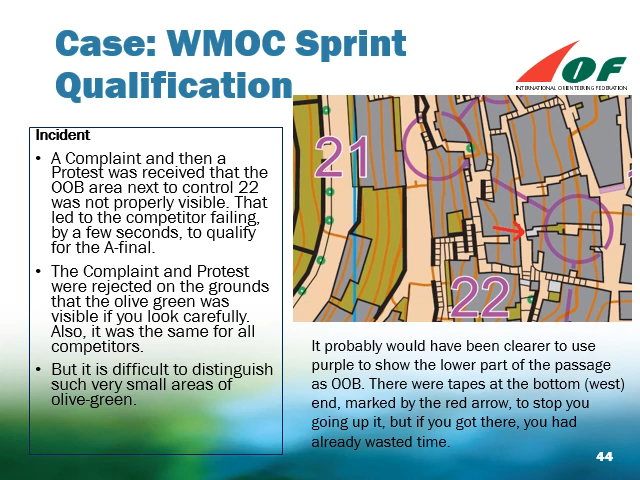 Case: WMOC Sprint
Qualification
IOF
INTERNATIONAL ORIENTEERING FEDERATION
Incident
• A Complaint and then a
Protest was received that the
OOB area next to control 22
was not properly visible. That
led to the competitor failing,
by a few seconds, to qualify
for the A-final.
• The Complaint and Protest
were rejected on the grounds
that the olive green was
visible if you look carefully.
Also, it was the same for all
competitors.
• But it is difficult to distinguish
such very small areas of
olive-green.
21
22
It probably would have been clearer to use
purple to show the lower part of the passage
as OOB. There were tapes at the bottom (west)
end, marked by the red arrow, to stop you
going up it, but if you got there, you had
already wasted time.
44